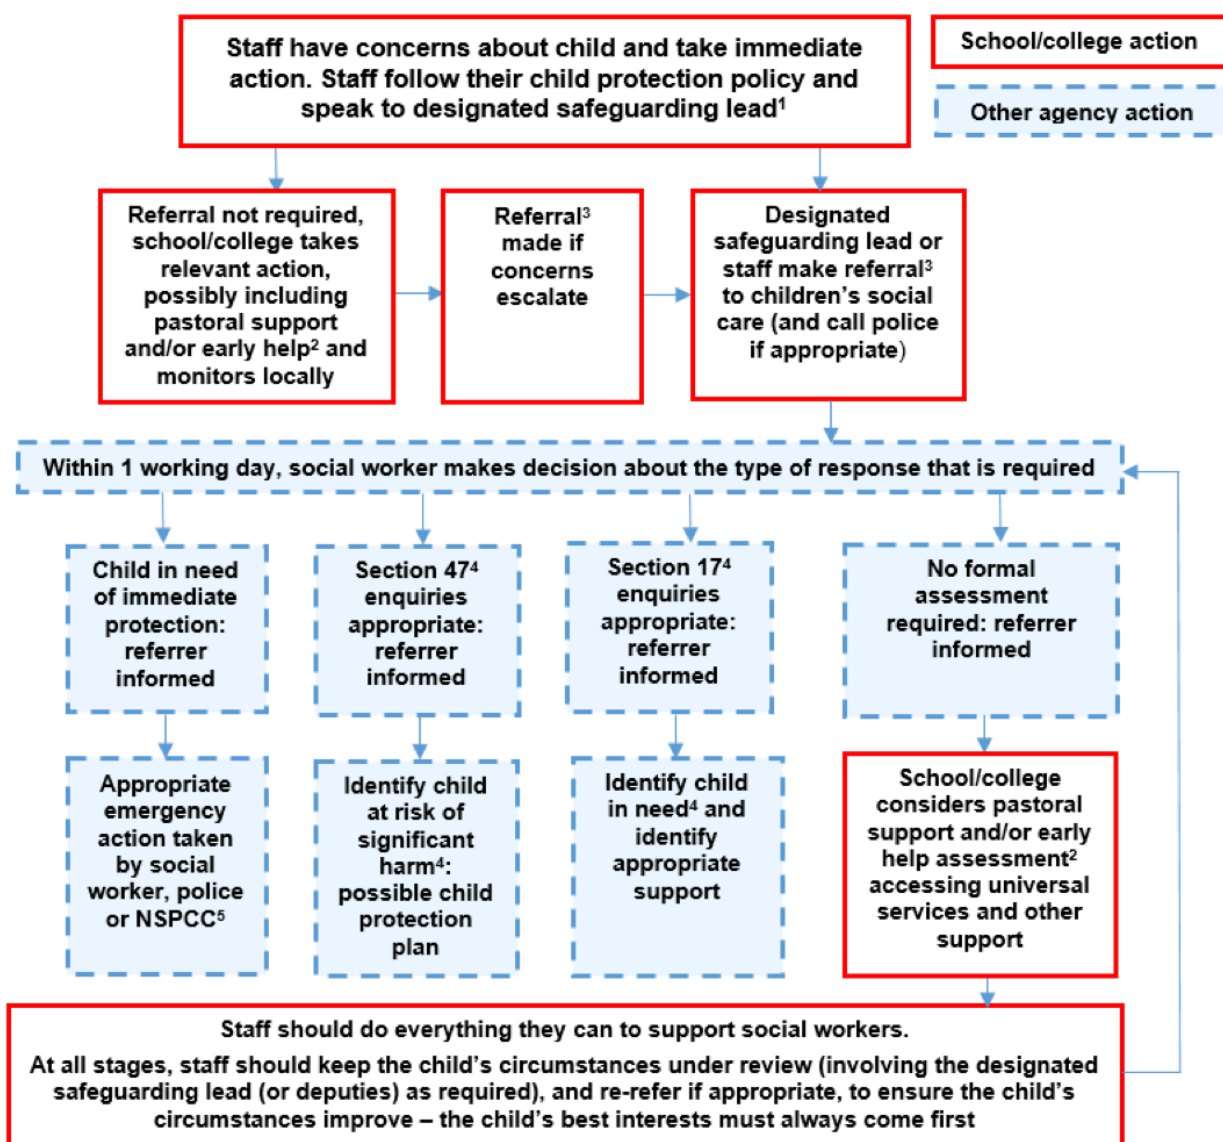 Staff have concerns about child and take immediate
action. Staff follow their child protection policy and
speak to designated safeguarding lead¹
School/college action
Other agency action
Referral not required,
school/college takes
relevant action,
possibly including
pastoral support
and/or early help² and
monitors locally
Referral³
made if
concerns
escalate
Designated
safeguarding lead or
staff make referral³
to children’s social
care (and call police
if appropriate)
Within 1 working day, social worker makes decision about the type of response that is required
Child in need
of immediate
protection:
referrer
informed
Section 47⁴
enquiries
appropriate:
referrer
informed
Section 17⁴
enquiries
appropriate:
referrer
informed
No formal
assessment
required: referrer
informed
Appropriate
emergency
action taken
by social
worker, police
or NSPCC⁵
Identify child
at risk of
significant
harm⁴:
possible child
protection
plan
Identify child
in need⁴ and
identify
appropriate
support
School/college
considers pastoral
support and/or early
help assessment²
accessing universal
services and other
support
Staff should do everything they can to support social workers.
At all stages, staff should keep the child’s circumstances under review (involving the designated
safeguarding lead (or deputies) as required), and re-refer if appropriate, to ensure the child’s
circumstances improve – the child’s best interests must always come first